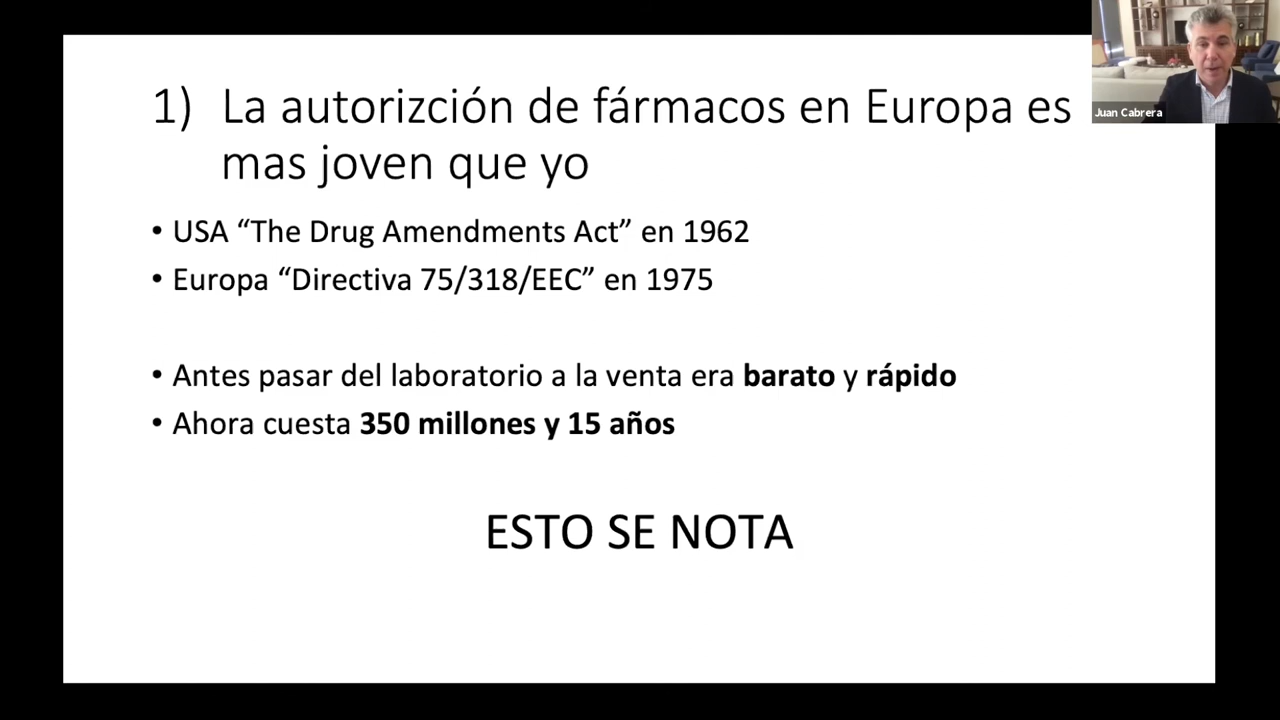 1) La autorizción de fármacos en Europa es
mas joven que yo
• USA “The Drug Amendments Act” en 1962
• Europa “Directiva 75/318/EEC” en 1975
• Antes pasar del laboratorio a la venta era barato y rápido
• Ahora cuesta 350 millones y 15 años
ESTO SE NOTA
Juan Cabrera